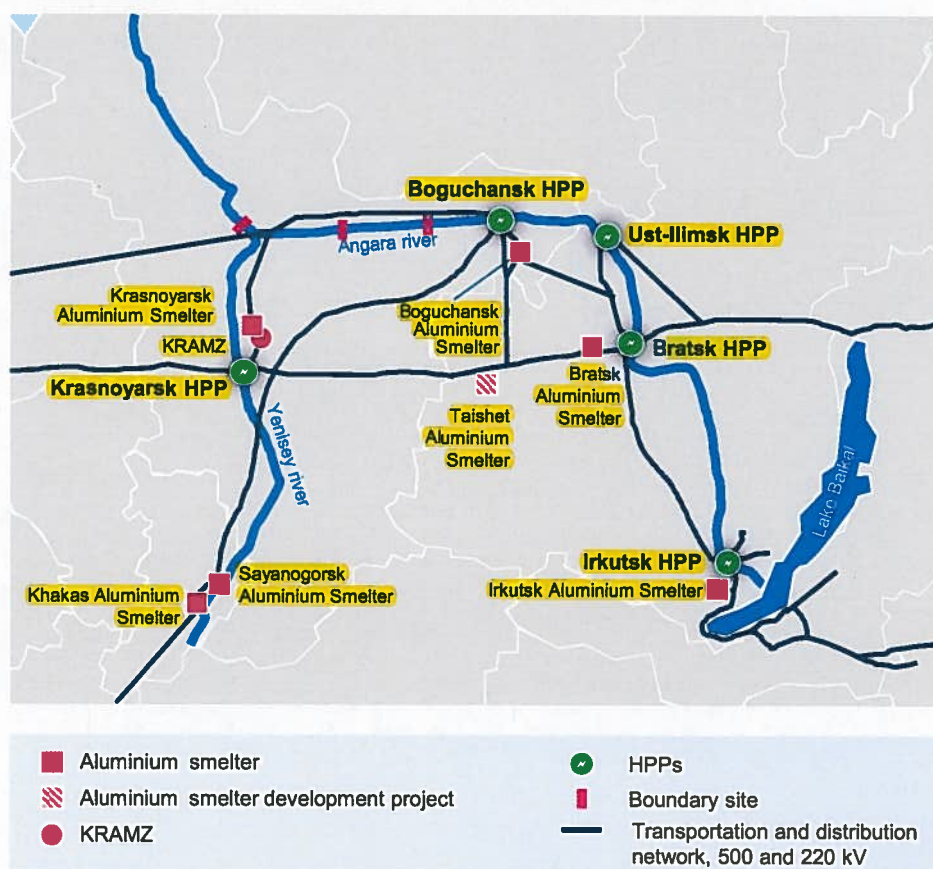 Boguchansk HPP
Ust-Ilimsk HPP
Angara river
Krasnoyarsk
Aluminium Smelter
Boguchansk
Aluminium
Smelter
KRAMZ
Bratsk HPP
Krasnoyarsk HPP
Bratsk
Aluminium
Smelter
Taishet
Aluminium
Smelter
Yenisey river
Lake Baikal
Irkutsk HPP
Irkutsk Aluminium Smelter
Sayanogorsk
Aluminium Smelter
Khakas Aluminium
Smelter
Aluminium smelter
Aluminium smelter development project
KRAMZ
HPPs
Boundary site
Transportation and distribution
network, 500 and 220 kV